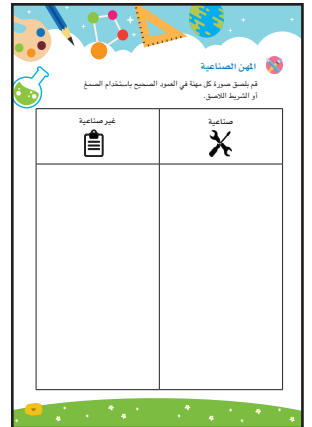 المهن الصناعية
قم بلصق صورة كل مهنة في العمود الصحيح باستخدام الصمغ
أو الشريط اللاصق.
صناعية
غير صناعية